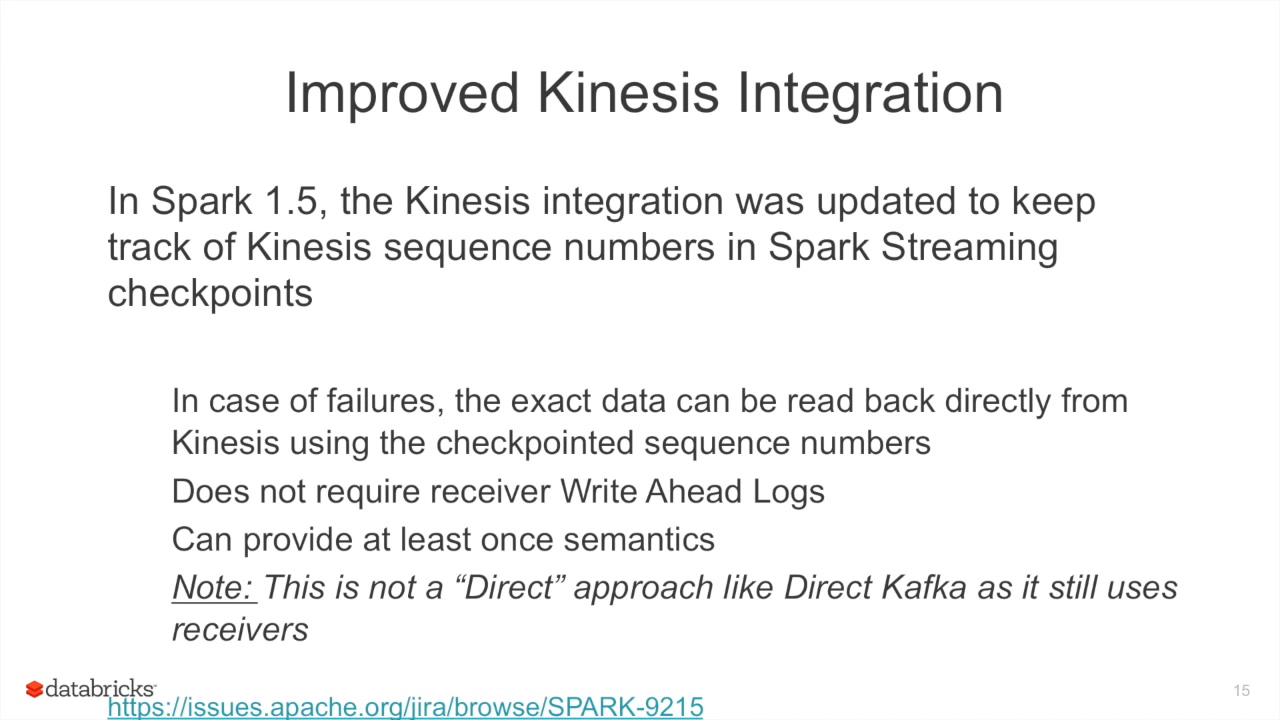 Improved Kinesis Integration
In Spark 1.5, the Kinesis integration was updated to keep
track of Kinesis sequence numbers in Spark Streaming
checkpoints
In case of failures, the exact data can be read back directly from
Kinesis using the checkpointed sequence numbers
Does not require receiver Write Ahead Logs
Can provide at least once semantics
Note: This is not a “Direct” approach like Direct Kafka as it still uses
receivers
databricks
15
https://issues.apache.org/jira/browse/SPARK-9215